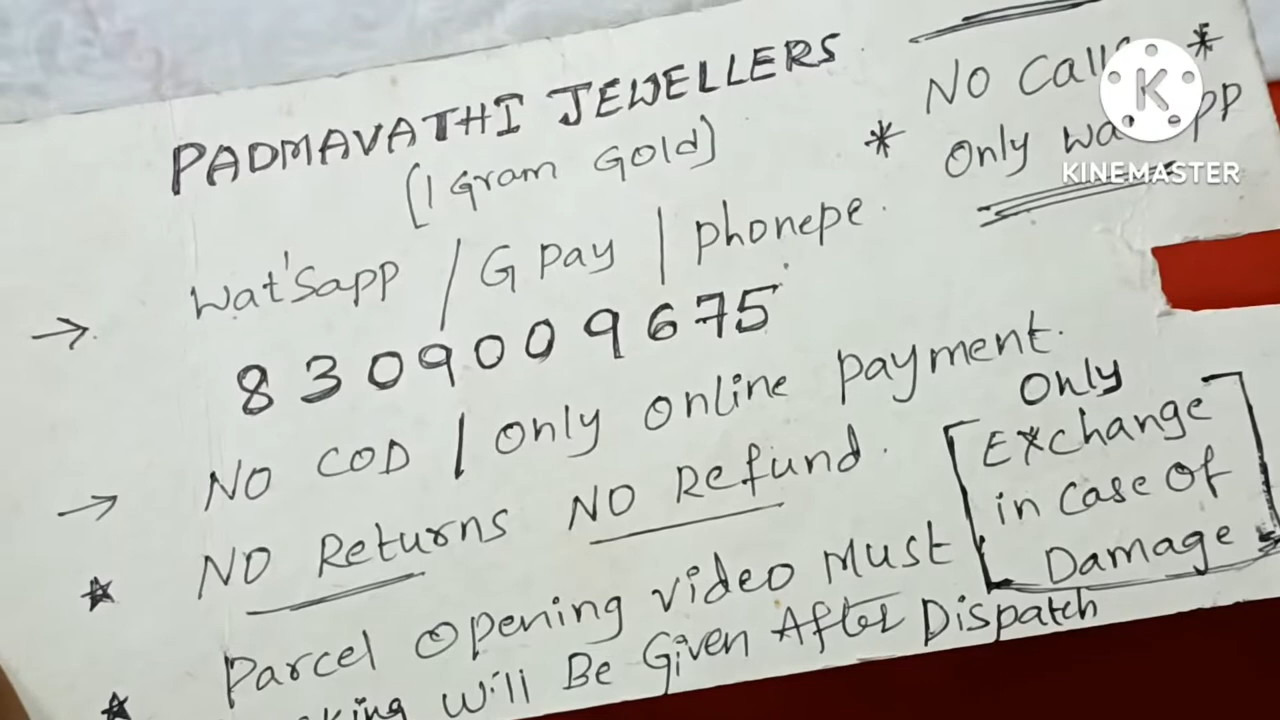 PADMAVATHI JEWELLERS
(1 Gram Gold)
* NO Calls *
Only
KINEMASTER
→ Wat'sapp / G pay | phonepe.
8309009675
→ NO COD / Only Online payment.
* NO Returns NO Refund.
Only
Exchange
in Case Of
Damage
* Parcel Opening video Must
Will Be Given After Dispatch